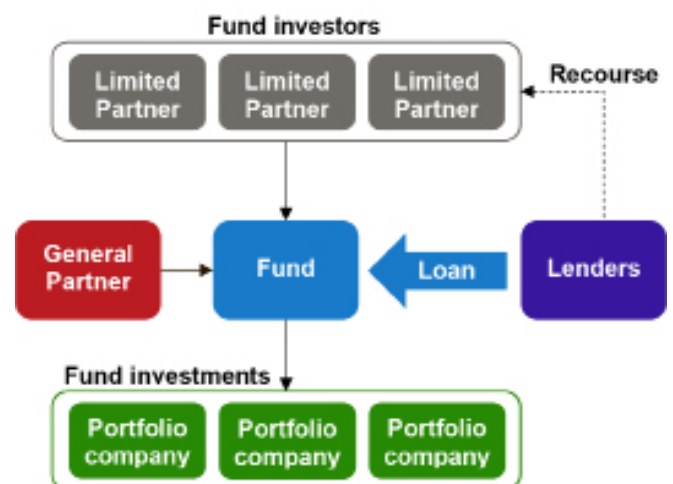 Fund investors
Limited Partner
Limited Partner
Limited Partner
Recourse
General Partner
Fund
Loan
Lenders
Fund investments
Portfolio company
Portfolio company
Portfolio company